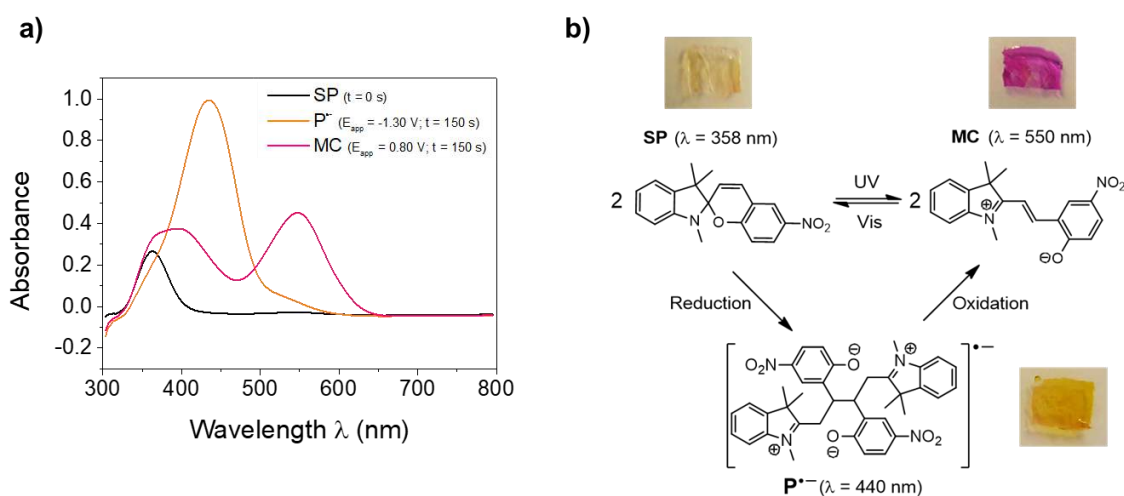 a)
Absorbance
1.0
0.8
0.6
0.4
0.2
0.0
-0.2
300 400 500 600 700 800
Wavelength λ (nm)
SP (t = 0 s)
P•− (E_app = -1.30 V; t = 150 s)
MC (E_app = 0.80 V; t = 150 s)
b)
SP (λ = 358 nm)
MC (λ = 550 nm)
2
N
O
NO₂
UV
Vis
2
N
⊕
NO₂
⊖O
Reduction
Oxidation
•−
O₂N
O
⊖
N
⊕
N
⊕
O
⊖
NO₂
P•− (λ = 440 nm)